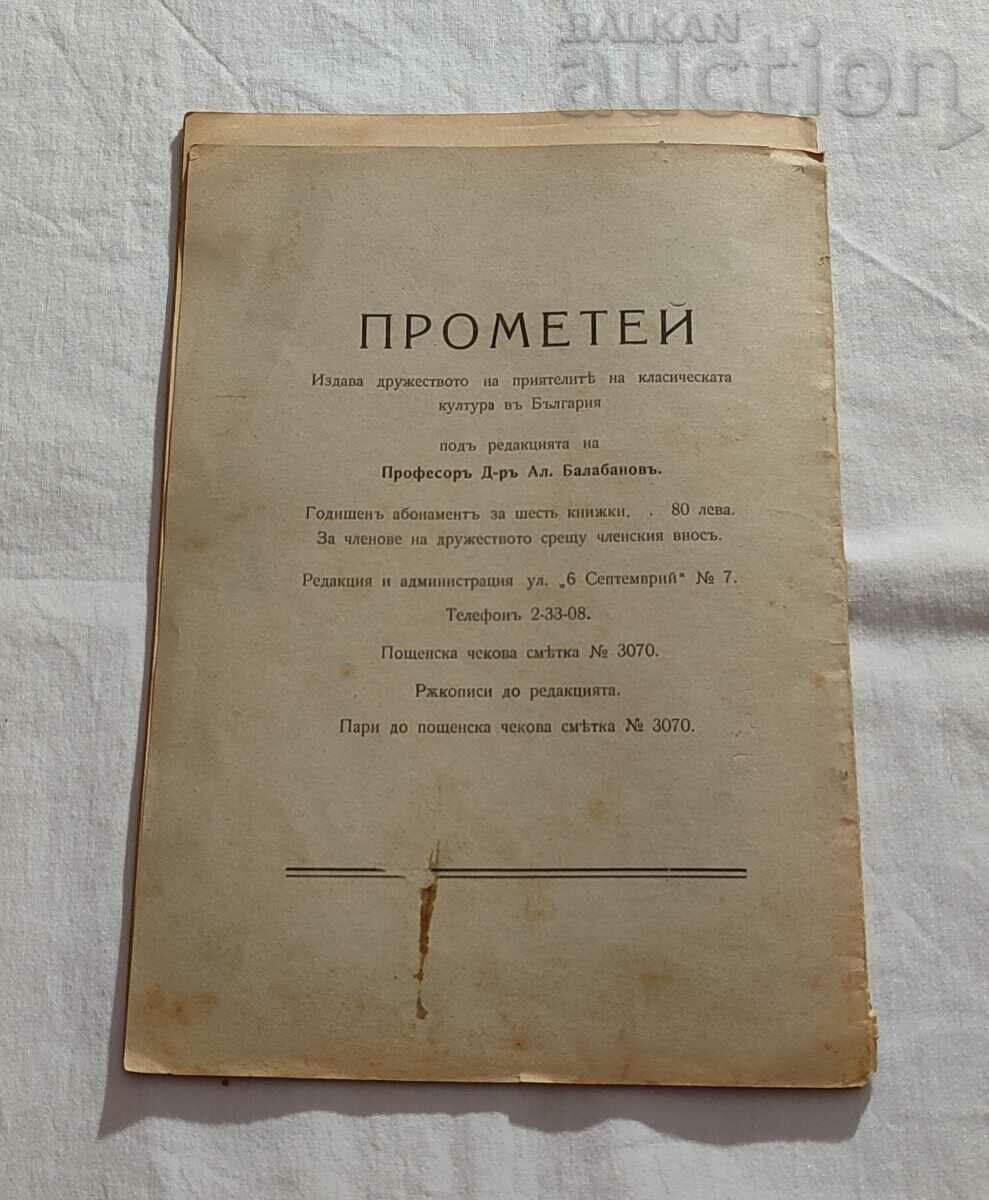 БАLKАИ
auction
ПРОМЕТЕЙ
Издава дружеството на приятелитѣ на класическата
култура въ България
подъ редакцията на
Професоръ Д-ръ Ал. Балабановъ.
Годишенъ абонаментъ за шесть книжки. . 80 лева.
За членове на дружеството срещу членския вносъ.
Редакция и администрация ул. „6 Септемврий“ № 7.
Телефонъ 2-33-08.
Пощенска чекова смѣтка № 3070.
Рѫкописи до редакцията.
Пари до пощенска чекова смѣтка № 3070.